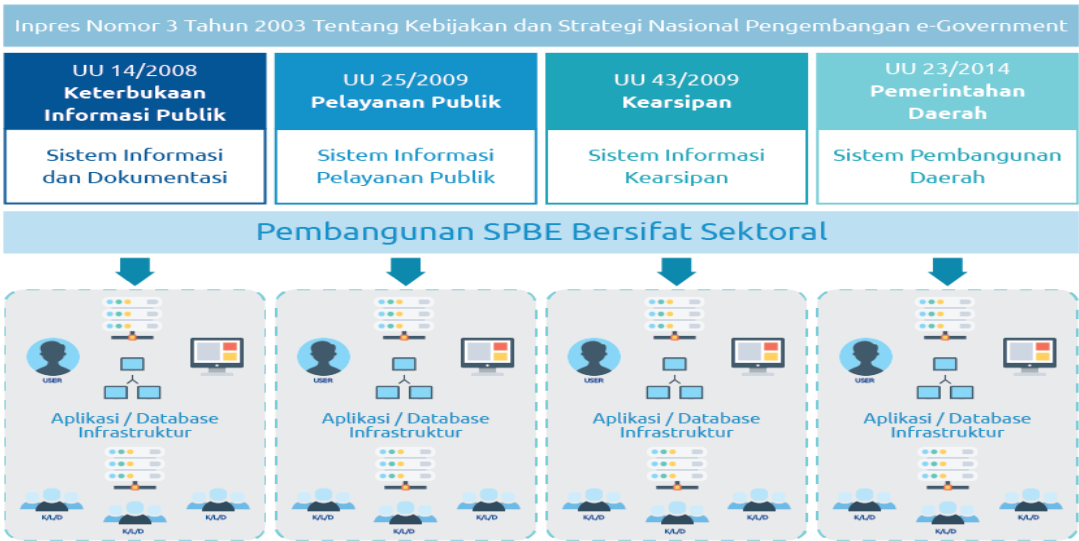 Inpres Nomor 3 Tahun 2003 Tentang Kebijakan dan Strategi Nasional Pengembangan e-Government
UU 14/2008
Keterbukaan
Informasi Publik
Sistem Informasi
dan Dokumentasi
UU 25/2009
Pelayanan Publik
Sistem Informasi
Pelayanan Publik
UU 43/2009
Kearsipan
Sistem Informasi
Kearsipan
UU 23/2014
Pemerintahan
Daerah
Sistem Pembangunan
Daerah
Pembangunan SPBE Bersifat Sektoral
USER
Aplikasi / Database
Infrastruktur
K/L/D
K/L/D
K/L/D
USER
Aplikasi / Database
Infrastruktur
K/L/D
K/L/D
K/L/D
USER
Aplikasi / Database
Infrastruktur
K/L/D
K/L/D
K/L/D
USER
Aplikasi / Database
Infrastruktur
K/L/D
K/L/D
K/L/D